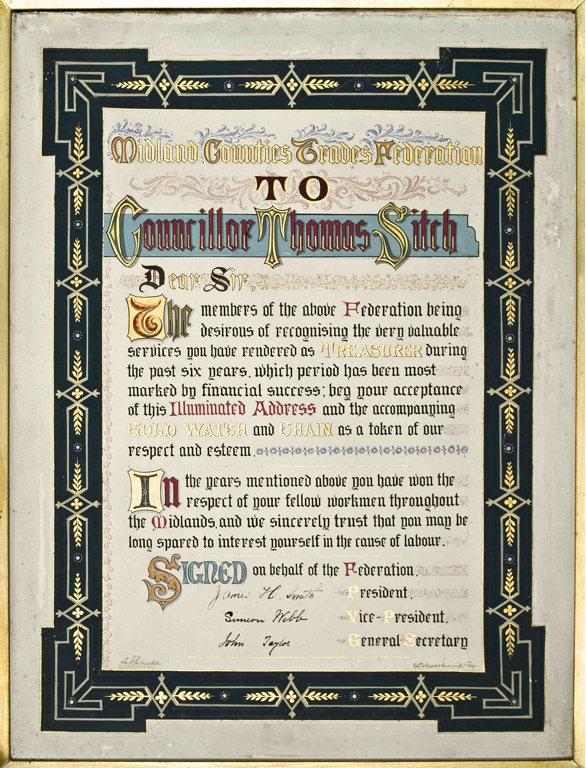 Midland Counties Trades Federation
TO
Councillor Thomas Sitch
Dear Sir,
The members of the above Federation being
desirous of recognising the very valuable
services you have rendered as TREASURER during
the past six years, which period has been most
marked by financial success; beg your acceptance
of this Illuminated Address and the accompanying
GOLD WATCH and CHAIN as a token of our
respect and esteem.
In the years mentioned above you have won the
respect of your fellow workmen throughout
the Midlands, and we sincerely trust that you may be
long spared to interest yourself in the cause of labour.
SIGNED on behalf of the Federation.
James H. Smith President,
Simeon Webb Vice-President,
John Taylor General Secretary